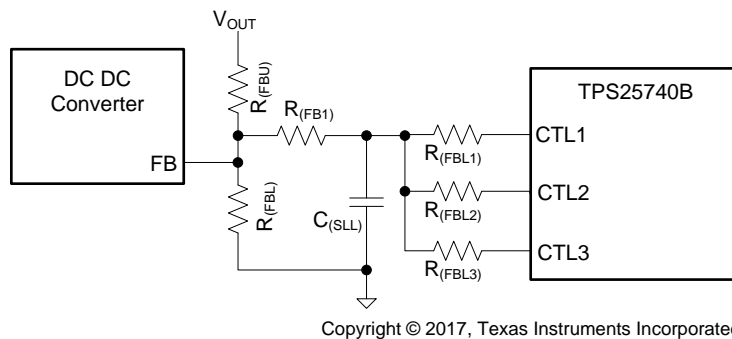 VOUT
DC DC
Converter
FB
R(FBU)
R(FB1)
R(FBL)
C(SLL)
R(FBL1)
R(FBL2)
R(FBL3)
TPS25740B
CTL1
CTL2
CTL3
Copyright © 2017, Texas Instruments Incorporated